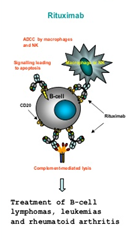 Rituximab
ADCC by macrophages
and NK
Signalling leading
to apoptosis
B-cell
CD20
Rituximab
Complement-mediated lysis
Treatment of B-cell
lymphomas, leukemias
and rheumatoid arthritis